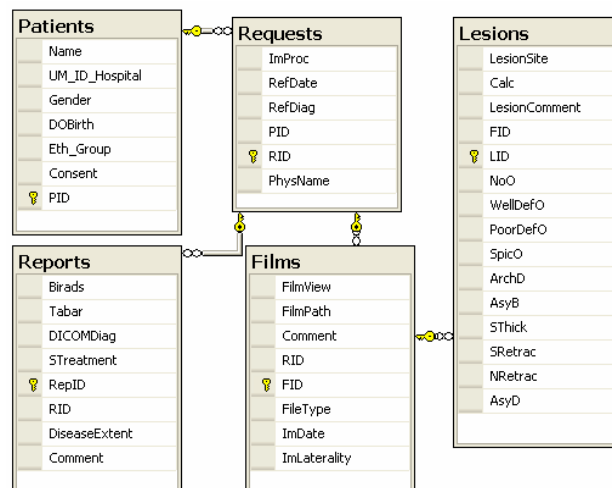 Patients
Name
UM_ID_Hospital
Gender
DOBirth
Eth_Group
Consent
PID
Requests
ImProc
RefDate
RefDiag
PID
RID
PhysName
Lesions
LesionSite
Calc
LesionComment
FID
LID
NoO
WellDefO
PoorDefO
SpicO
ArchD
AsyB
SThick
SRetrac
NRetrac
AsyD
Reports
Birads
Tabar
DICOMDiag
STreatment
RepID
RID
DiseaseExtent
Comment
Films
FilmView
FilmPath
Comment
RID
FID
FileType
ImDate
ImLaterality